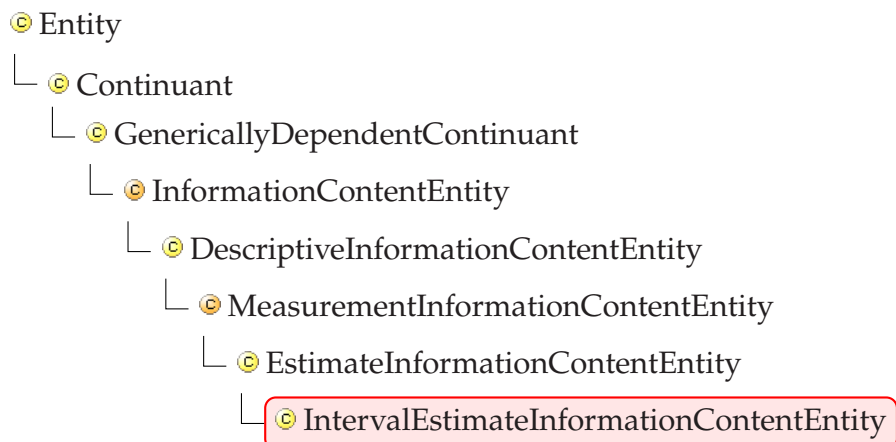 C Entity
C Continuant
C GenericallyDependentContinuant
C InformationContentEntity
C DescriptiveInformationContentEntity
C MeasurementInformationContentEntity
C EstimateInformationContentEntity
C IntervalEstimateInformationContentEntity